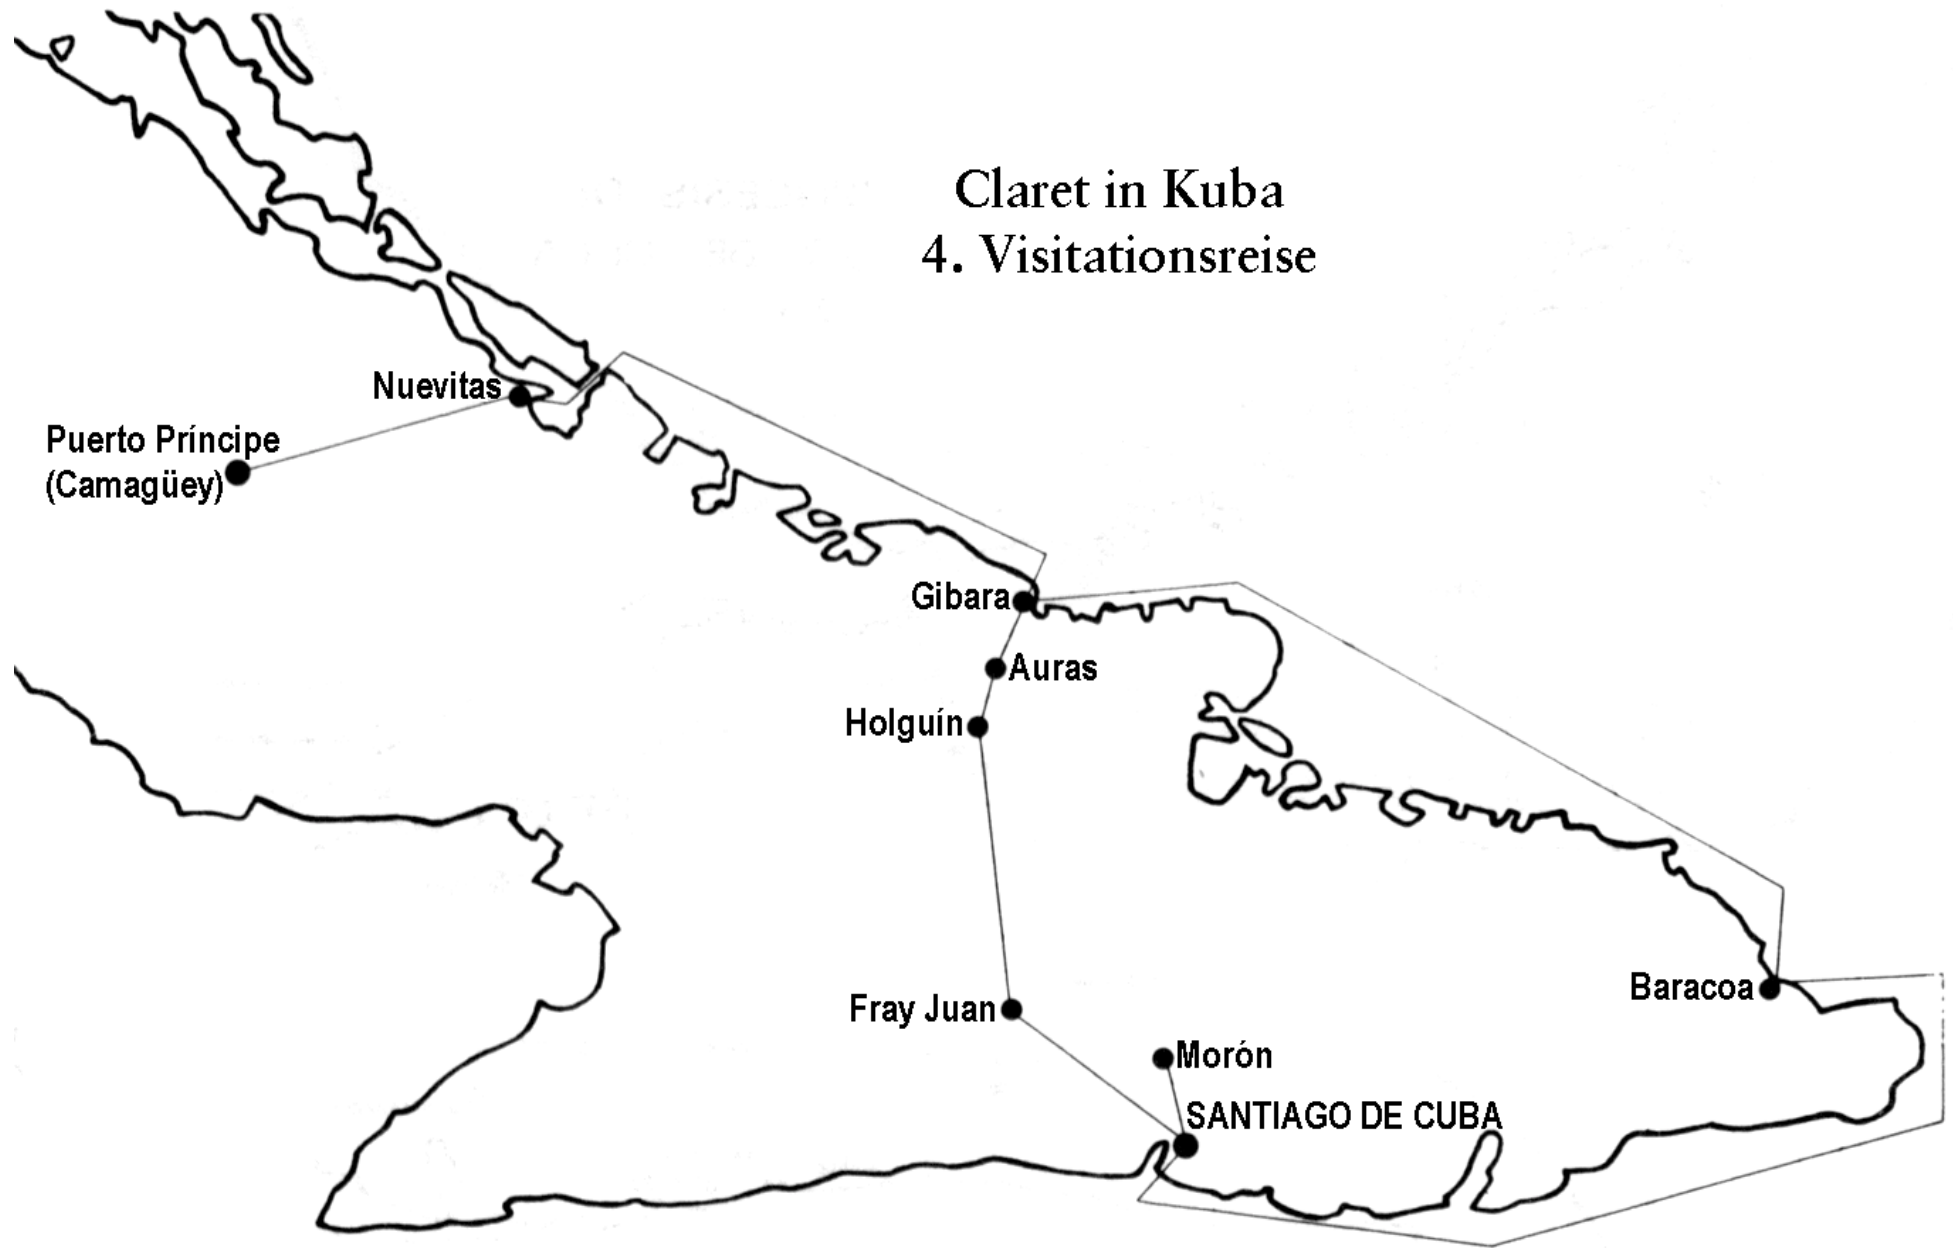 Claret in Kuba
4. Visitationsreise
Nuevitas
Puerto Príncipe
(Camagüey)
Gibara
Auras
Holguín
Baracoa
Fray Juan
Morón
SANTIAGO DE CUBA